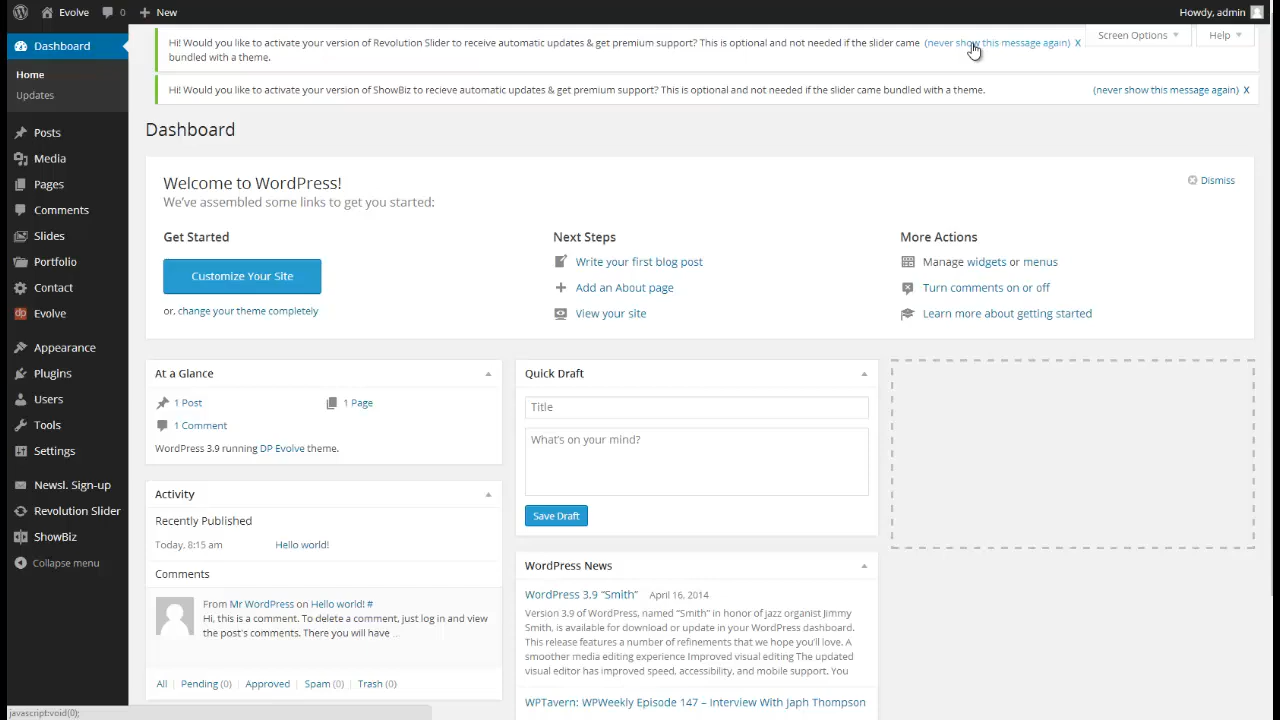 Evolve 0 New Howdy, admin
Dashboard
Home
Updates
Posts
Media
Pages
Comments
Slides
Portfolio
Contact
Evolve
Appearance
Plugins
Users
Tools
Settings
Newsl. Sign-up
Revolution Slider
ShowBiz
Collapse menu
Screen Options Help
Hi! Would you like to activate your version of Revolution Slider to receive automatic updates & get premium support? This is optional and not needed if the slider came (never show this message again) X
bundled with a theme.
Hi! Would you like to activate your version of ShowBiz to recieve automatic updates & get premium support? This is optional and not needed if the slider came bundled with a theme. (never show this message again) X
Dashboard
Welcome to WordPress!
Dismiss
We've assembled some links to get you started:
Get Started
Customize Your Site
or, change your theme completely
Next Steps
Write your first blog post
Add an About page
View your site
More Actions
Manage widgets or menus
Turn comments on or off
Learn more about getting started
At a Glance
1 Post 1 Page
1 Comment
WordPress 3.9 running DP Evolve theme.
Activity
Recently Published
Today, 8:15 am Hello world!
Comments
From Mr WordPress on Hello world! #
Hi, this is a comment. To delete a comment, just log in and view
the post's comments. There you will have ...
All Pending (0) Approved Spam (0) Trash (0)
Quick Draft
Title
What's on your mind?
Save Draft
WordPress News
WordPress 3.9 “Smith” April 16, 2014
Version 3.9 of WordPress, named “Smith” in honor of jazz organist Jimmy
Smith, is available for download or update in your WordPress dashboard.
This release features a number of refinements that we hope you'll love. A
smoother media editing experience Improved visual editing The updated
visual editor has improved speed, accessibility, and mobile support. You
WPTavern: WPWeekly Episode 147 – Interview With Japh Thompson
javascript:void(0);